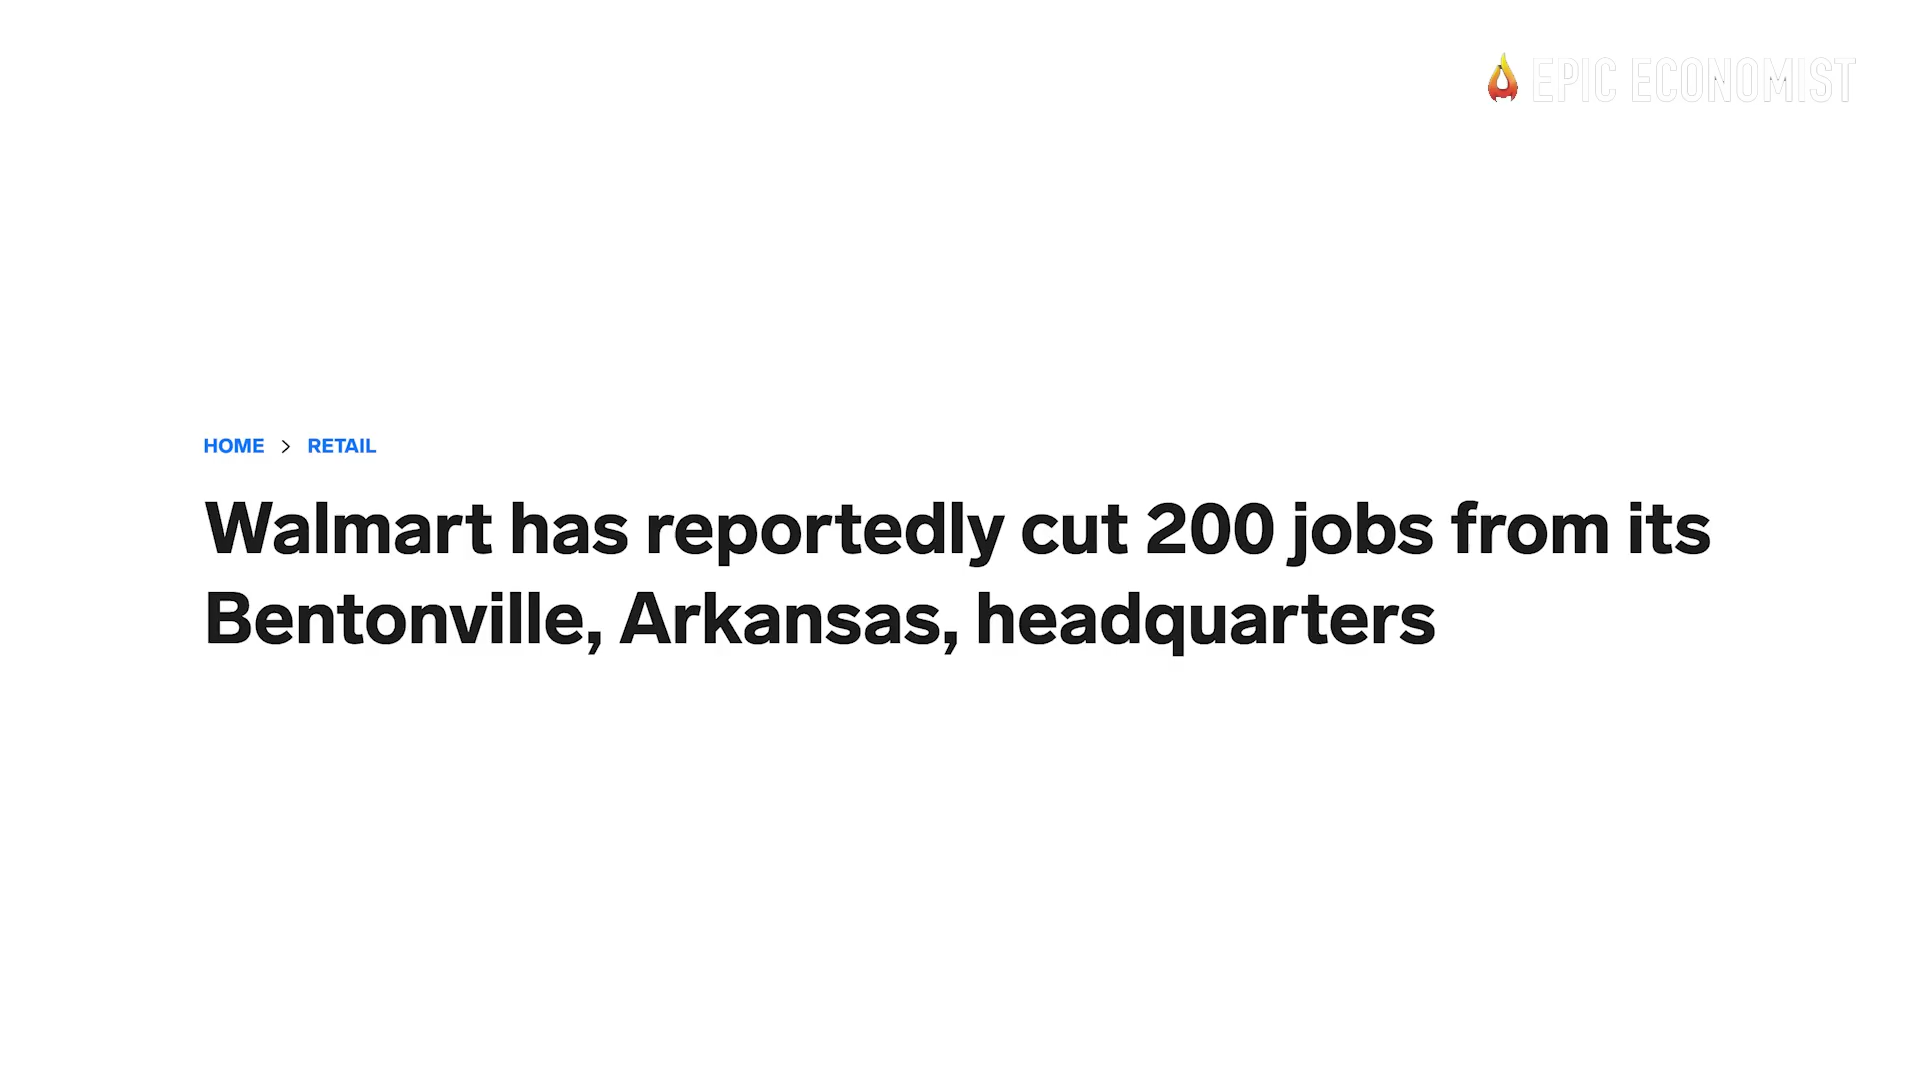 EPIC ECONOMIST
HOME > RETAIL
Walmart has reportedly cut 200 jobs from its
Bentonville, Arkansas, headquarters